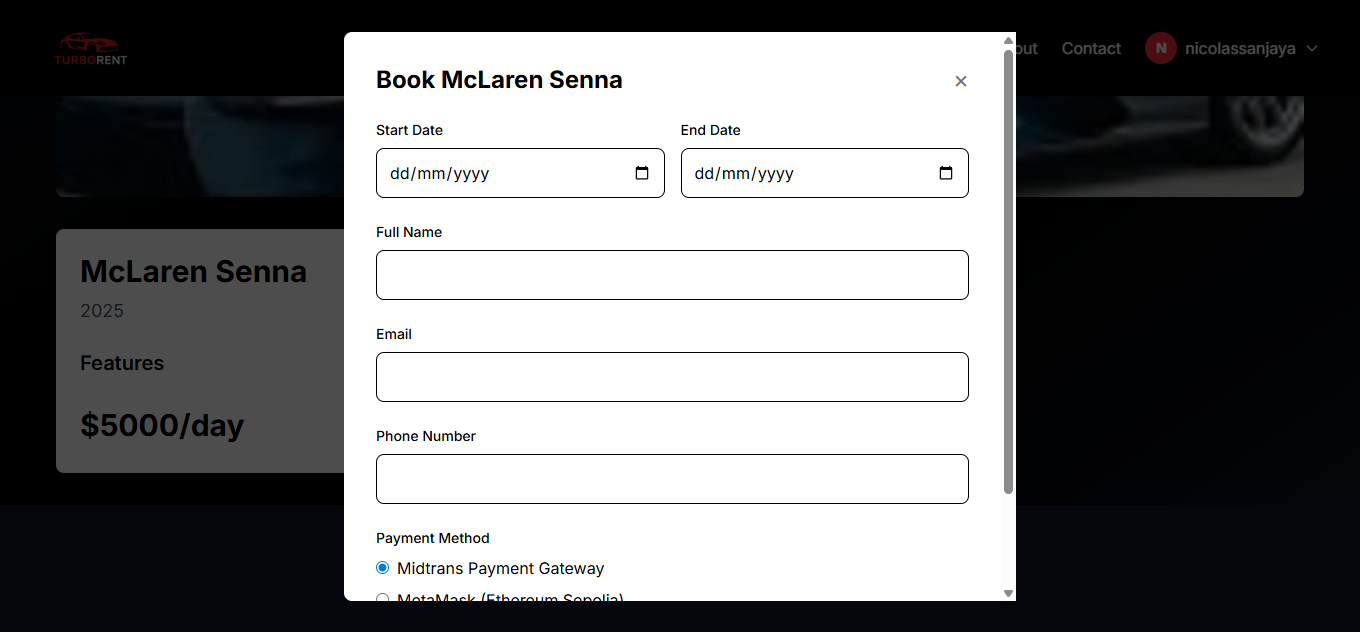 TURBORENT
out Contact N nicolassanjaya
Book McLaren Senna ×
Start Date End Date
dd/mm/yyyy dd/mm/yyyy
Full Name
Email
Phone Number
Payment Method
Midtrans Payment Gateway
MetaMask (Ethereum Sepolia)
McLaren Senna
2025
Features
$5000/day